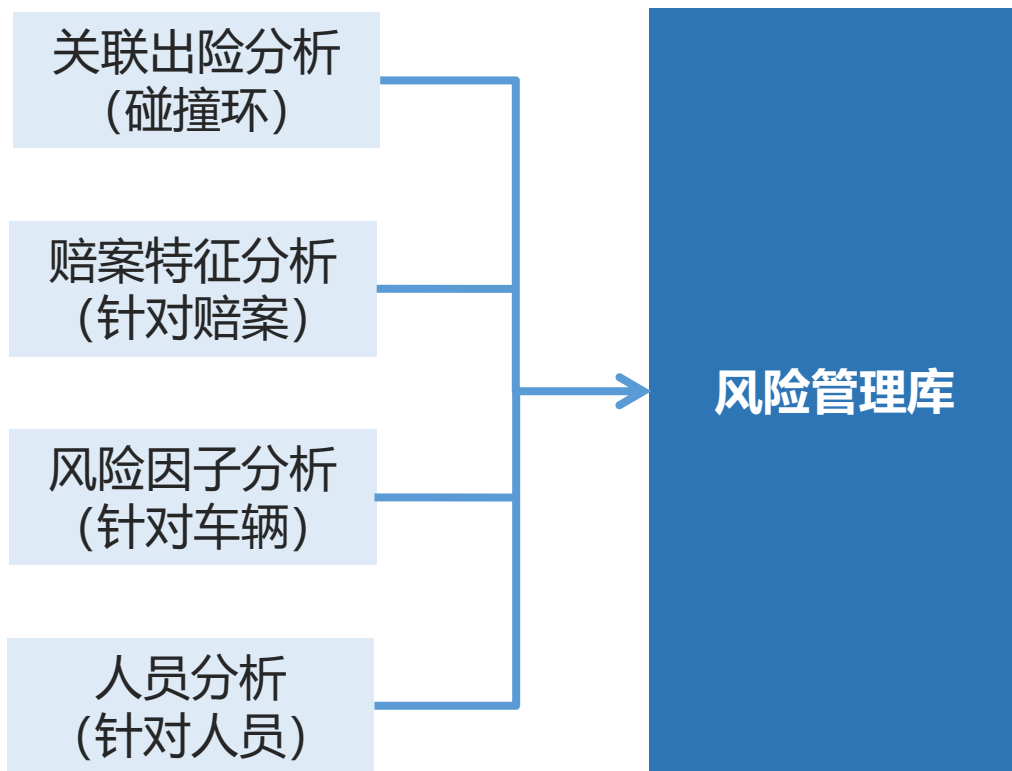 关联出险分析
（碰撞环）
赔案特征分析
（针对赔案）
风险因子分析
（针对车辆）
人员分析
（针对人员）
风险管理库